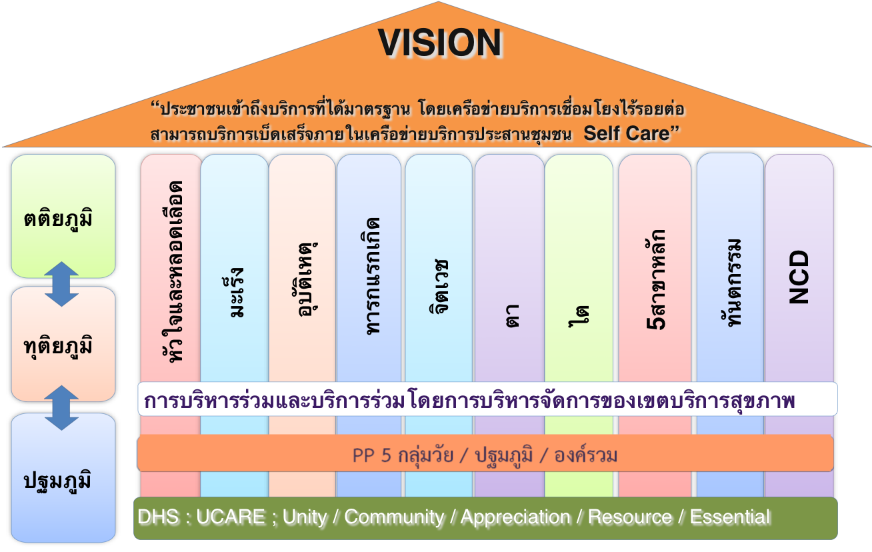 VISION
“ประชาชนเข้าถึงบริการที่ได้มาตรฐาน โดยเครือข่ายบริการเชื่อมโยงไร้รอยต่อ
สามารถบริการเบ็ดเสร็จภายในเครือข่ายบริการประสานชุมชน Self Care”
ตติยภูมิ
ทุติยภูมิ
ปฐมภูมิ
หัวใจและหลอดเลือด
มะเร็ง
อุบัติเหตุ
ทารกแรกเกิด
จิตเวช
ตา
ไต
5สาขาหลัก
ทันตกรรม
NCD
การบริหารร่วมและบริการร่วมโดยการบริหารจัดการของเขตบริการสุขภาพ
PP 5 กลุ่มวัย / ปฐมภูมิ / องค์รวม
DHS : UCARE ; Unity / Community / Appreciation / Resource / Essential